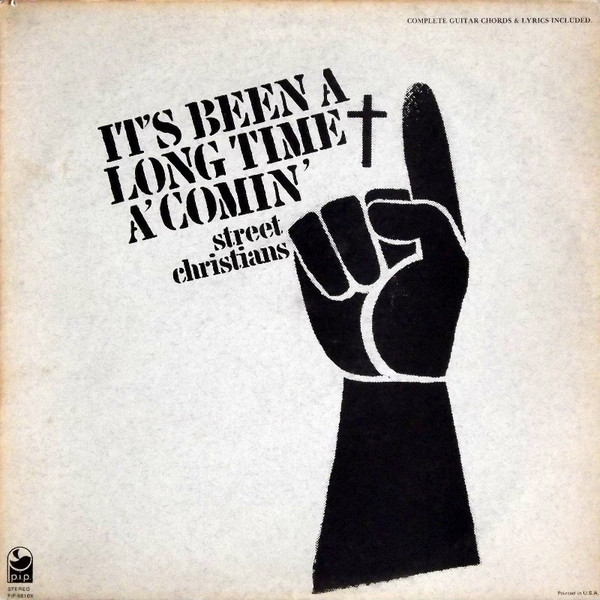 COMPLETE GUITAR CHORDS & LYRICS INCLUDED.
IT'S BEEN A
LONG TIME
A' COMIN'
street
christians
p.i.p.
STEREO
Printed in U.S.A.